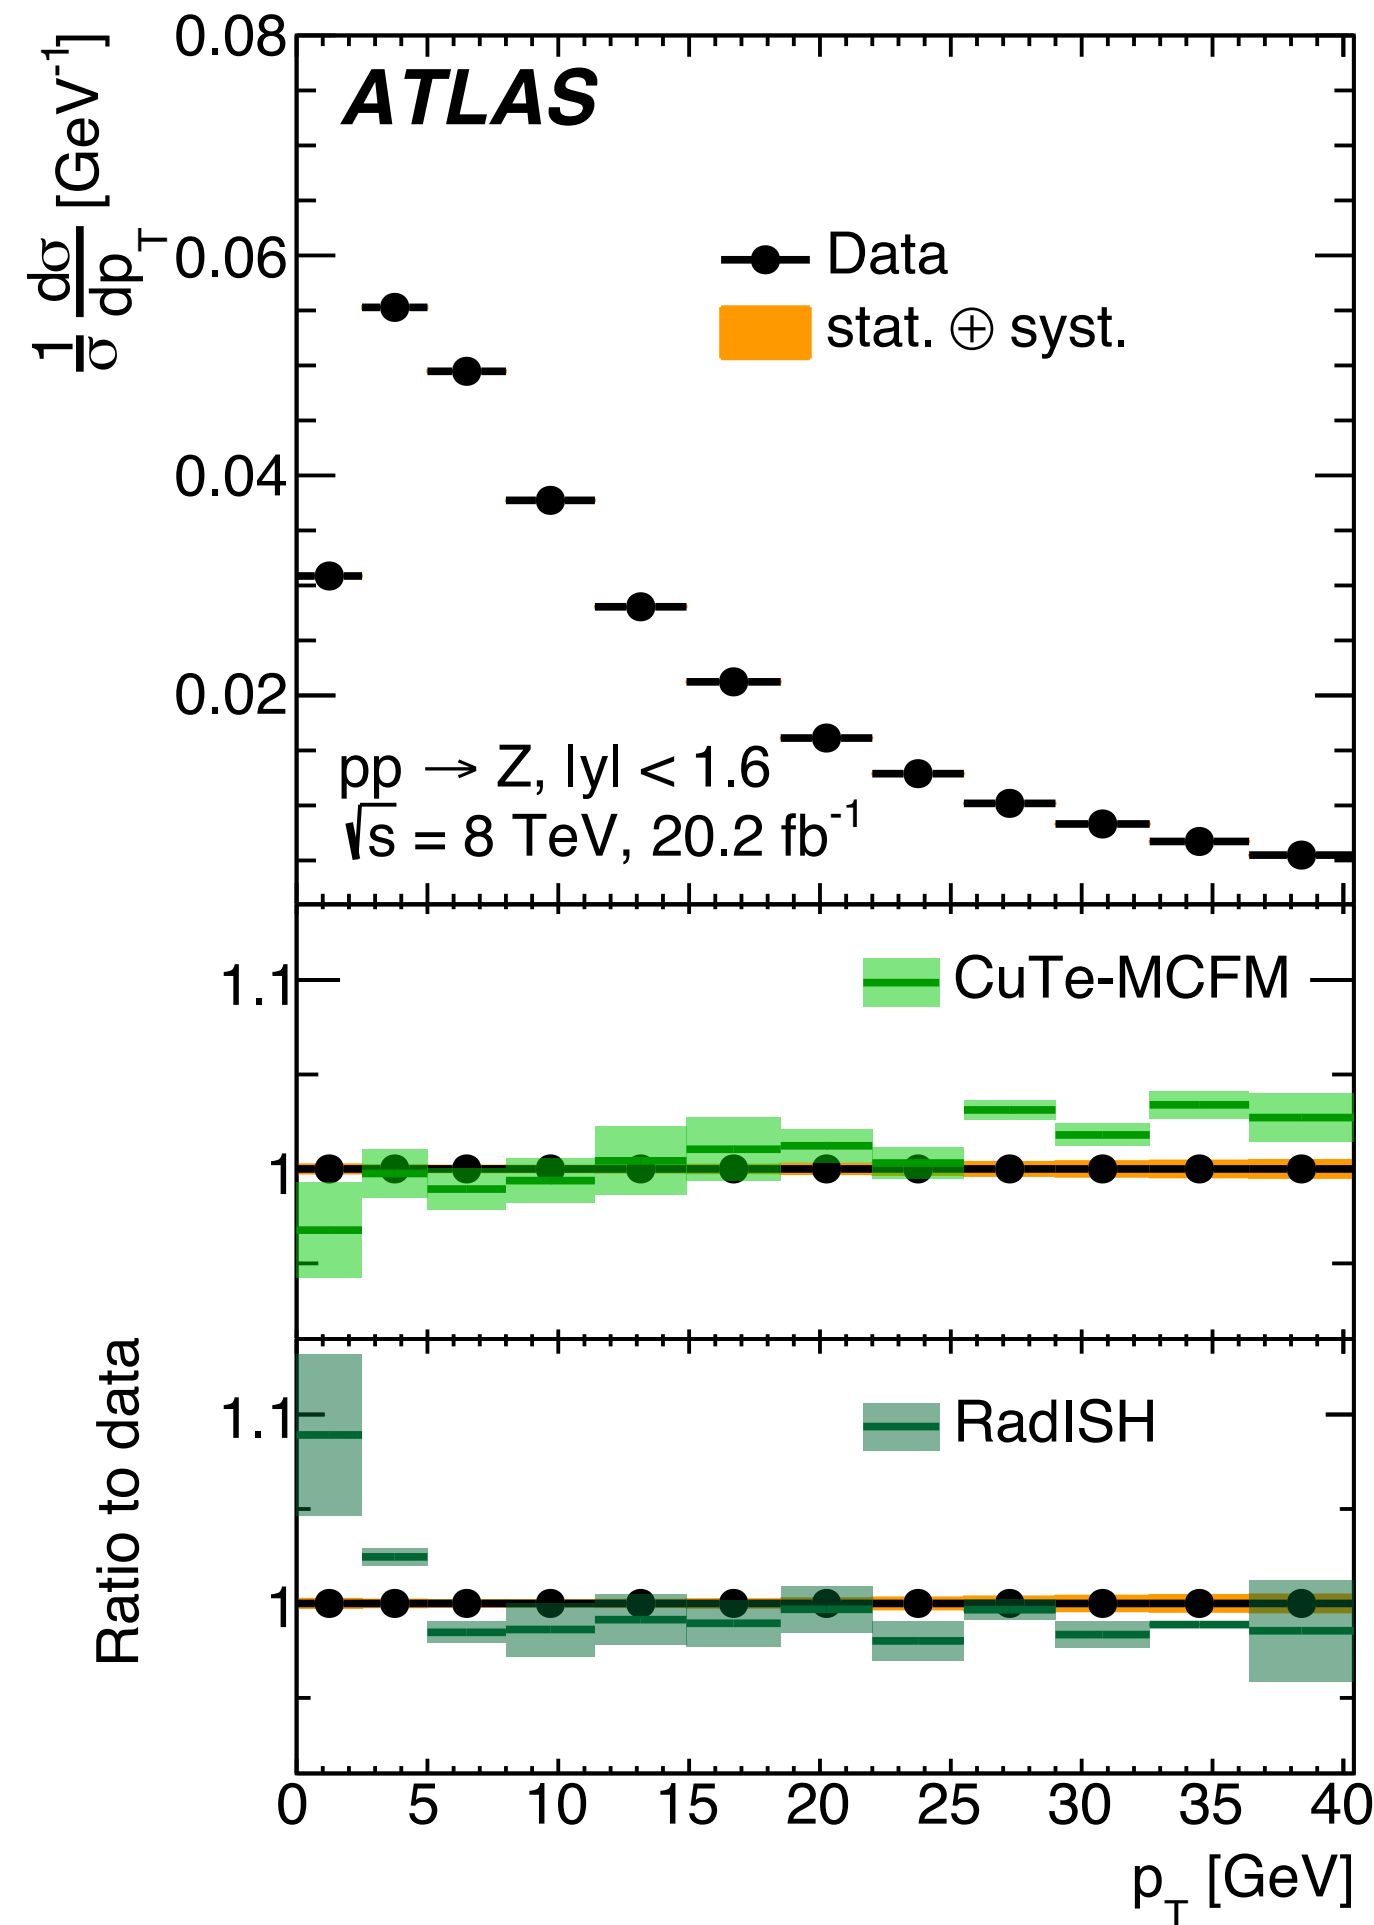 ATLAS
1/σ dσ/dp_T [GeV⁻¹]
0.08
0.06
0.04
0.02
Data
stat. ⊕ syst.
pp → Z, |y| < 1.6
√s = 8 TeV, 20.2 fb⁻¹
1.1
1
CuTe-MCFM
Ratio to data
1.1
1
RadISH
0 5 10 15 20 25 30 35 40
p_T [GeV]